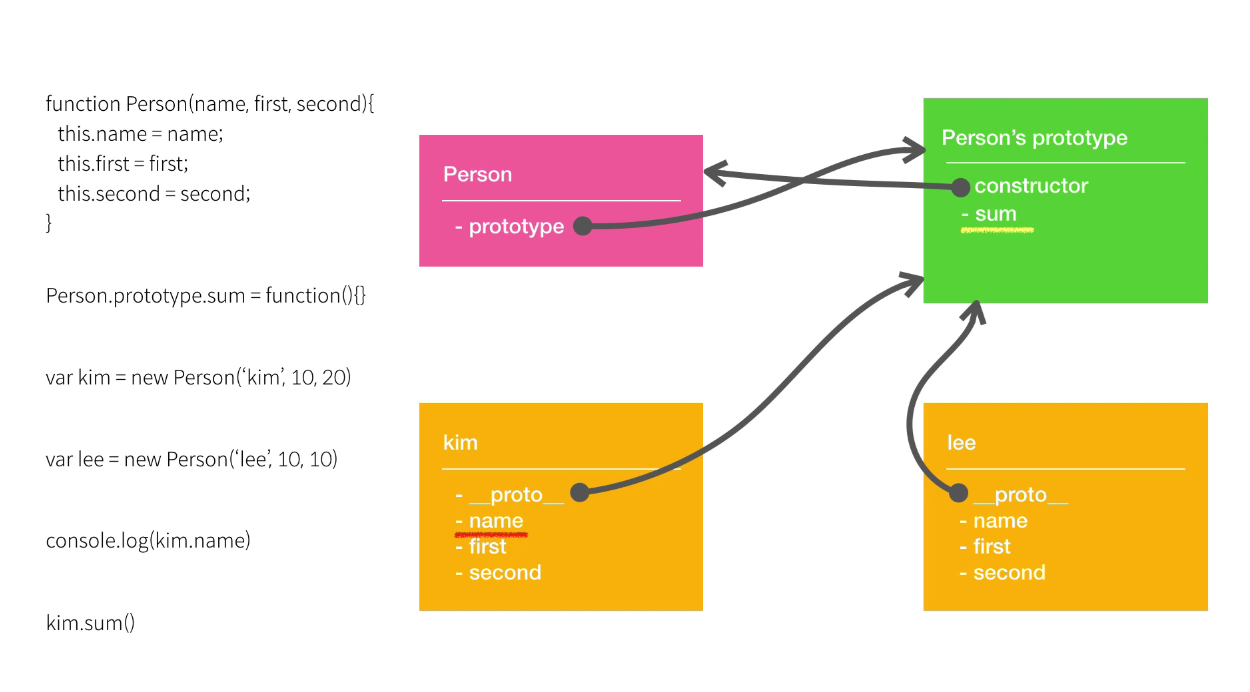 function Person(name, first, second){
this.name = name;
this.first = first;
this.second = second;
}
Person.prototype.sum = function(){}
var kim = new Person(‘kim’, 10, 20)
var lee = new Person(‘lee’, 10, 10)
console.log(kim.name)
kim.sum()
Person
- prototype
Person’s prototype
constructor
- sum
kim
- __proto__
- name
- first
- second
lee
__proto__
- name
- first
- second